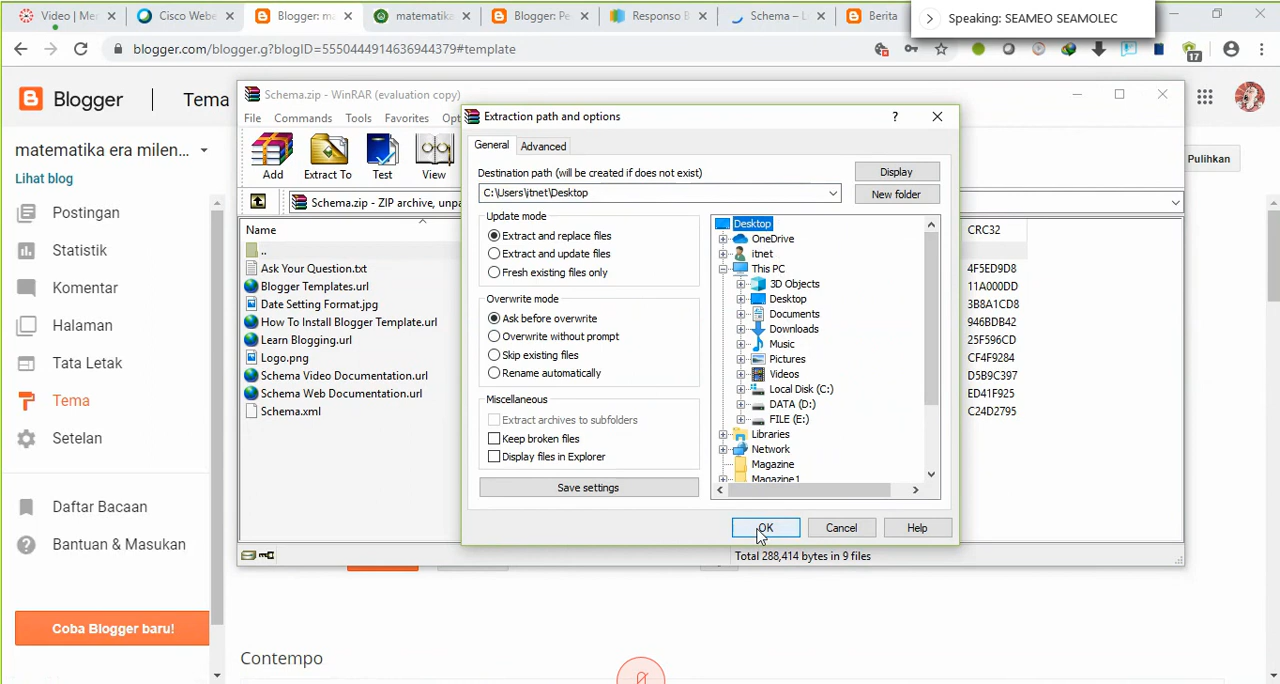 Video | Me
Cisco Webe
Blogger: ma
matematika
Blogger: Pe
Responso B
Schema – L
Berita
Speaking: SEAMEO SEAMOLEC
blogger.com/blogger.g?blogID=5550444914636944379#template
17
Blogger
Tema
matematika era milen...
Lihat blog
Postingan
Statistik
Komentar
Halaman
Tata Letak
Tema
Setelan
Daftar Bacaan
Bantuan & Masukan
Coba Blogger baru!
Pulihkan
Contempo
Schema.zip - WinRAR (evaluation copy)
File Commands Tools Favorites Opt
Add
Extract To
Test
View
Schema.zip - ZIP archive, unpa
Name
CRC32
..
Ask Your Question.txt
4F5ED9D8
Blogger Templates.url
11A000DD
Date Setting Format.jpg
3B8A1CD8
How To Install Blogger Template.url
946BDB42
Learn Blogging.url
25F596CD
Logo.png
CF4F9284
Schema Video Documentation.url
D5B9C397
Schema Web Documentation.url
ED41F925
Schema.xml
C24D2795
Total 288,414 bytes in 9 files
Extraction path and options
?
General
Advanced
Destination path (will be created if does not exist)
Display
C:\Users\itnet\Desktop
New folder
Update mode
Extract and replace files
Extract and update files
Fresh existing files only
Overwrite mode
Ask before overwrite
Overwrite without prompt
Skip existing files
Rename automatically
Miscellaneous
Extract archives to subfolders
Keep broken files
Display files in Explorer
Save settings
Desktop
OneDrive
itnet
This PC
3D Objects
Desktop
Documents
Downloads
Music
Pictures
Videos
Local Disk (C:)
DATA (D:)
FILE (E:)
Libraries
Network
Magazine
Magazine1
OK
Cancel
Help